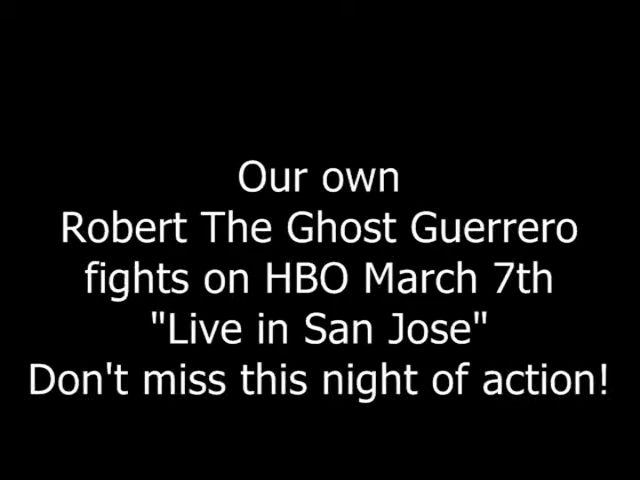 Our own
Robert The Ghost Guerrero
fights on HBO March 7th
"Live in San Jose"
Don't miss this night of action!